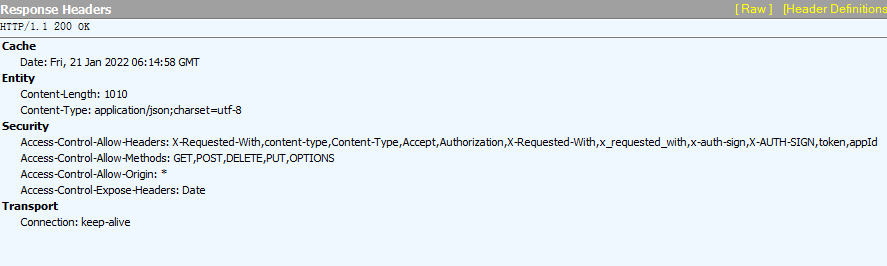 Response Headers [ Raw ] [Header Definitions
HTTP/1.1 200 OK
Cache
Date: Fri, 21 Jan 2022 06:14:58 GMT
Entity
Content-Length: 1010
Content-Type: application/json;charset=utf-8
Security
Access-Control-Allow-Headers: X-Requested-With,content-type,Content-Type,Accept,Authorization,X-Requested-With,x_requested_with,x-auth-sign,X-AUTH-SIGN,token,appId
Access-Control-Allow-Methods: GET,POST,DELETE,PUT,OPTIONS
Access-Control-Allow-Origin: *
Access-Control-Expose-Headers: Date
Transport
Connection: keep-alive